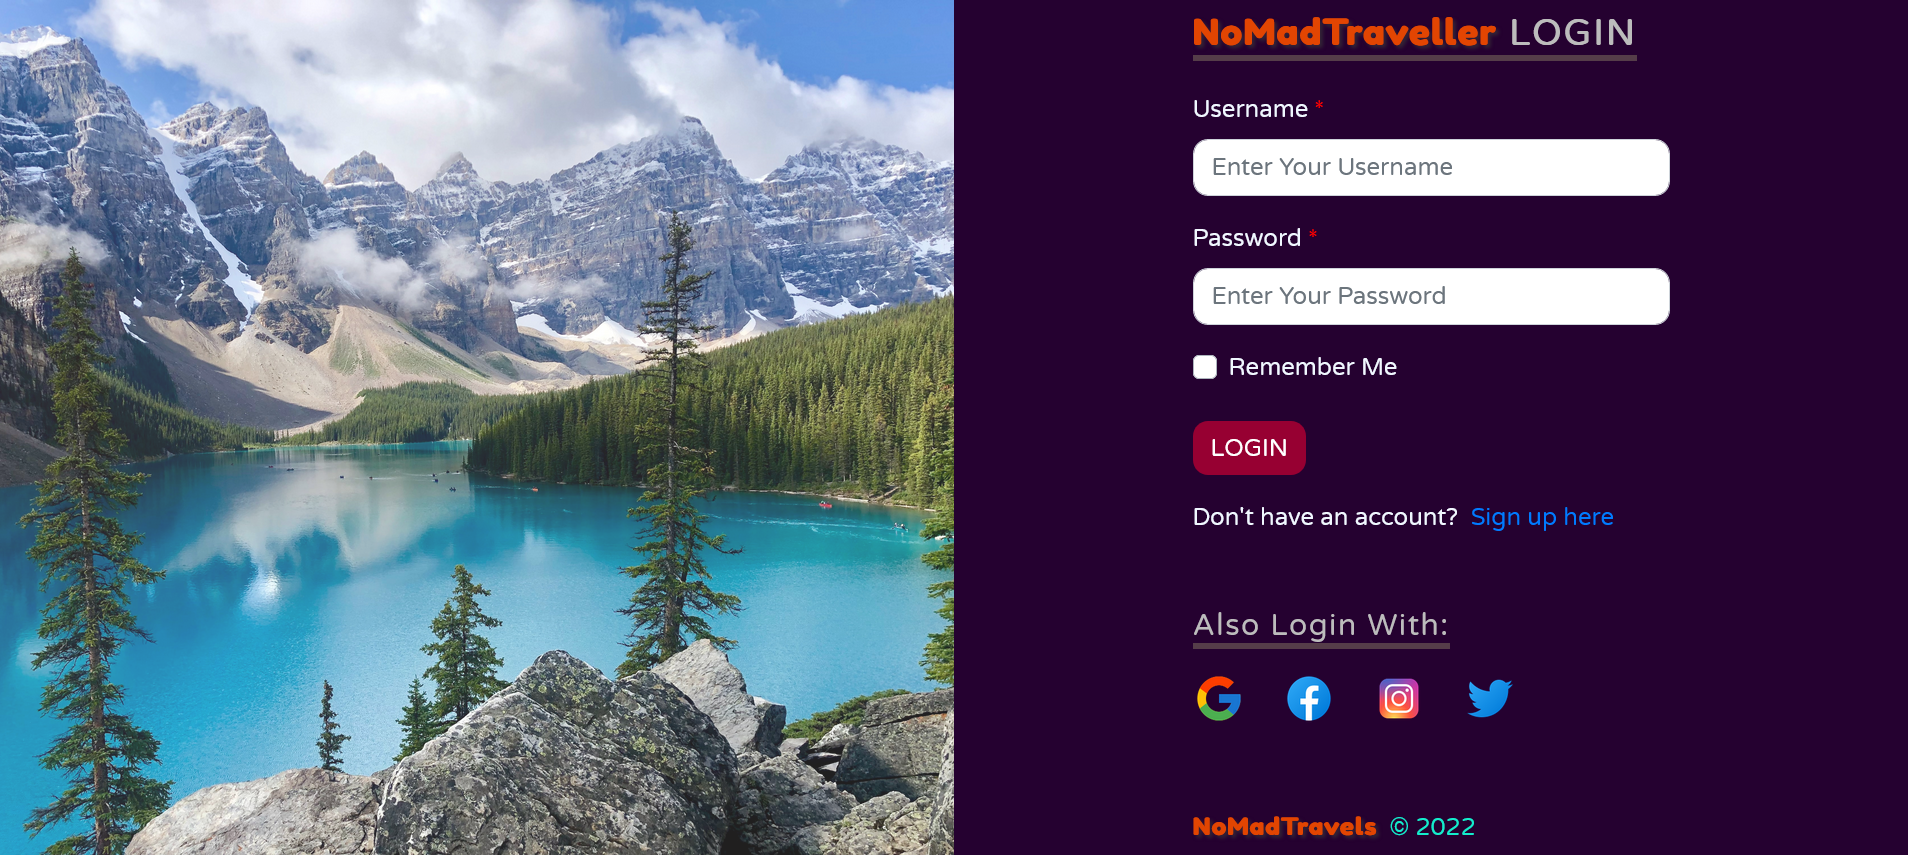 NoMadTraveller LOGIN
Username *
Enter Your Username
Password *
Enter Your Password
Remember Me
LOGIN
Don't have an account? Sign up here
Also Login With:
NoMadTravels © 2022